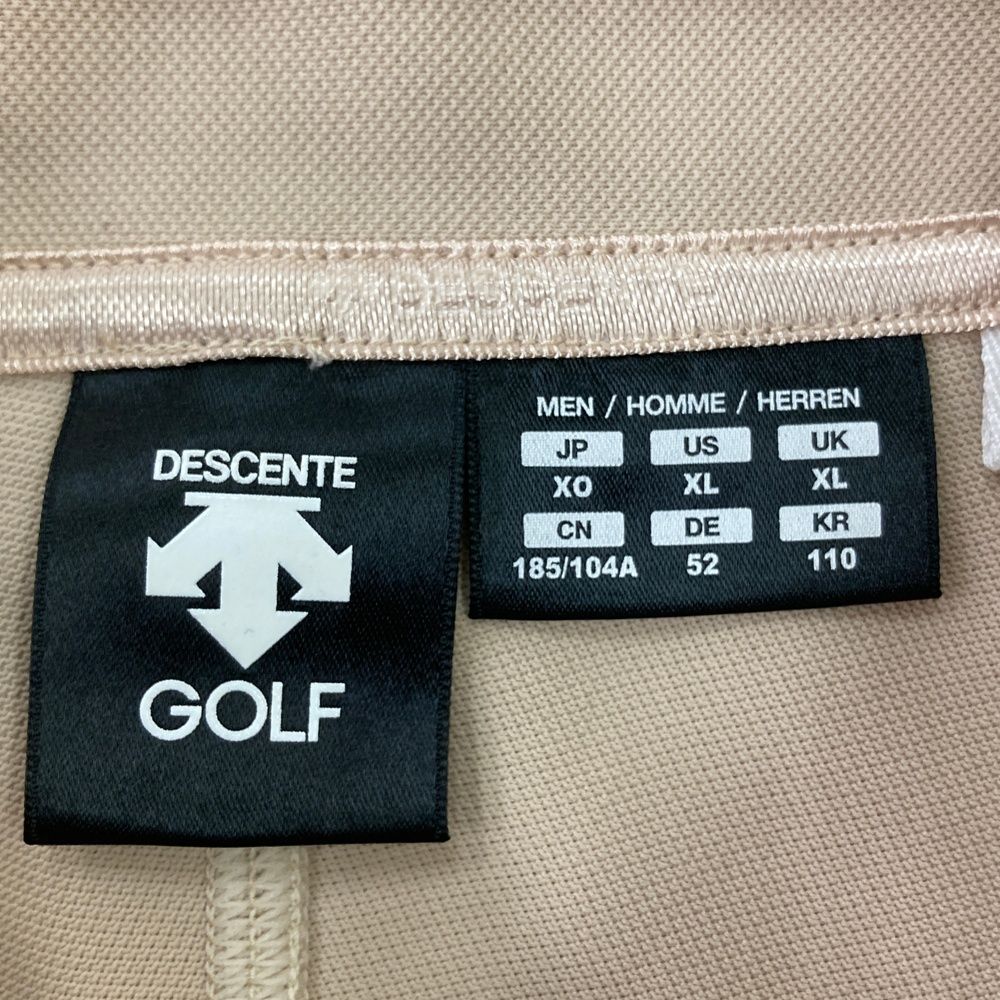 DESCENTE
GOLF
MEN / HOMME / HERREN
JP US UK
XO XL XL
CN DE KR
185/104A 52 110